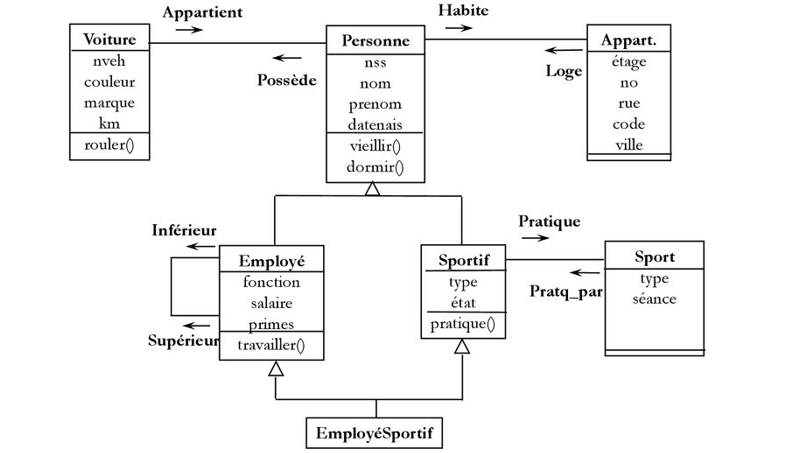 Appartient
Habite
Voiture
nveh
couleur
marque
km
rouler()
Possède
Personne
nss
nom
prenom
datenais
vieillir()
dormir()
Loge
Appart.
étage
no
rue
code
ville
Inférieur
Supérieur
Employé
fonction
salaire
primes
travailler()
Sportif
type
état
pratique()
Pratique
Pratq_par
Sport
type
séance
EmployéSportif